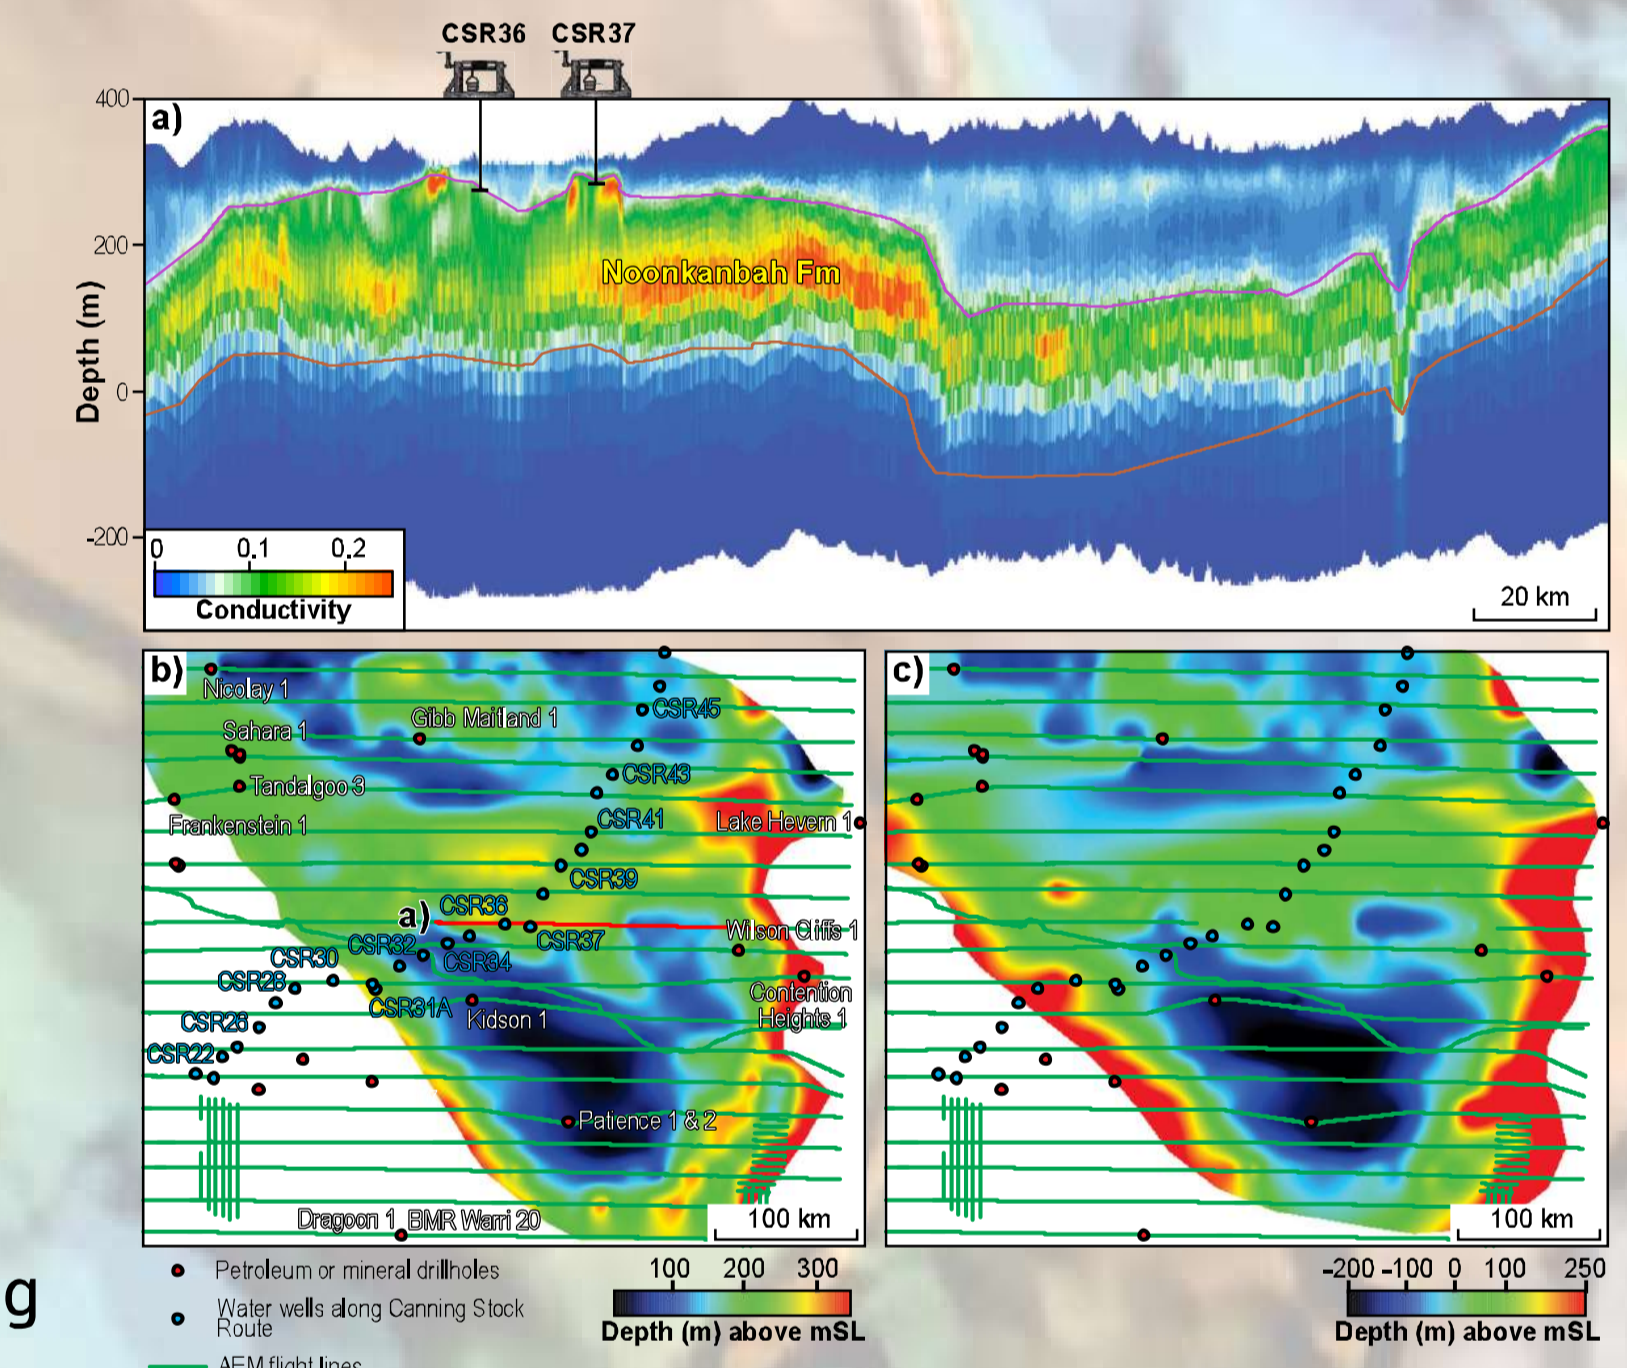 CSR36 CSR37
400
a)
200
Noonkanbah Fm
Depth (m)
0
-200
0 0.1 0.2
Conductivity
20 km
b)
c)
Nicolay 1
CSR45
Gibb Maitland 1
Sahara 1
CSR43
Tandalgoo 3
CSR41
Lake Hevern 1
Frankenstein 1
CSR39
CSR36
a)
Wilson Cliffs 1
CSR32
CSR37
CSR30
CSR34
CSR28
Contention
Heights 1
CSR31A
Kidson 1
CSR26
CSR22
Patience 1 & 2
Dragoon 1 BMR Warri 20
100 km
100 km
g
Petroleum or mineral drillholes
Water wells along Canning Stock
Route
AEM flight lines
100 200 300
Depth (m) above mSL
-200 -100 0 100 250
Depth (m) above mSL